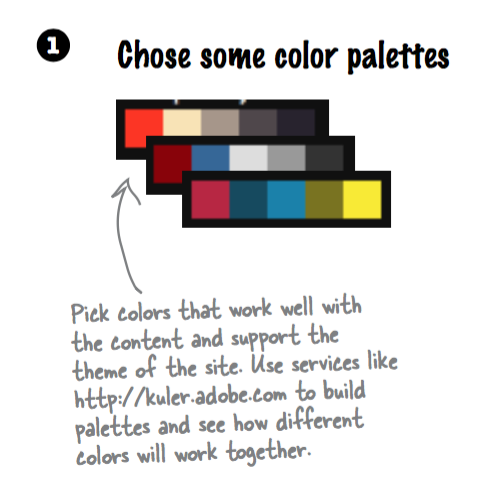 1
Chose some color palettes
Pick colors that work well with
the content and support the
theme of the site. Use services like
http://kuler.adobe.com to build
palettes and see how different
colors will work together.